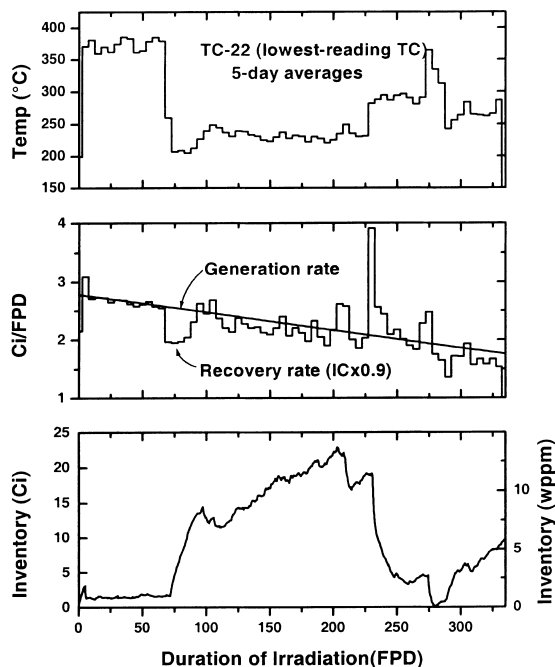 400
350
300
250
200
150
Temp (°C)
TC-22 (lowest-reading TC)
5-day averages
4
3
2
1
Ci/FPD
Generation rate
Recovery rate (ICx0.9)
25
20
15
10
5
0
Inventory (Ci)
10
5
0
Inventory (wppm)
0 50 100 150 200 250 300
Duration of Irradiation(FPD)